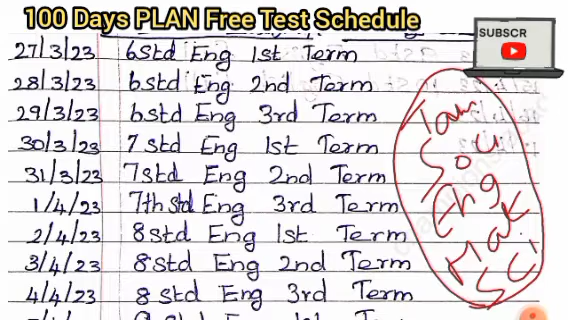 100 Days PLAN Free Test Schedule
SUBSCR
27/3/23 6std Eng 1st Term
28/3/23 6std Eng 2nd Term
29/3/23 6std Eng 3rd Term
30/3/23 7std Eng 1st Term
31/3/23 7std Eng 2nd Term
1/4/23 7th std Eng 3rd Term
2/4/23 8std Eng 1st Term
3/4/23 8std Eng 2nd Term
4/4/23 8std Eng 3rd Term
Tam
Soci
Eng
Mat
SCI